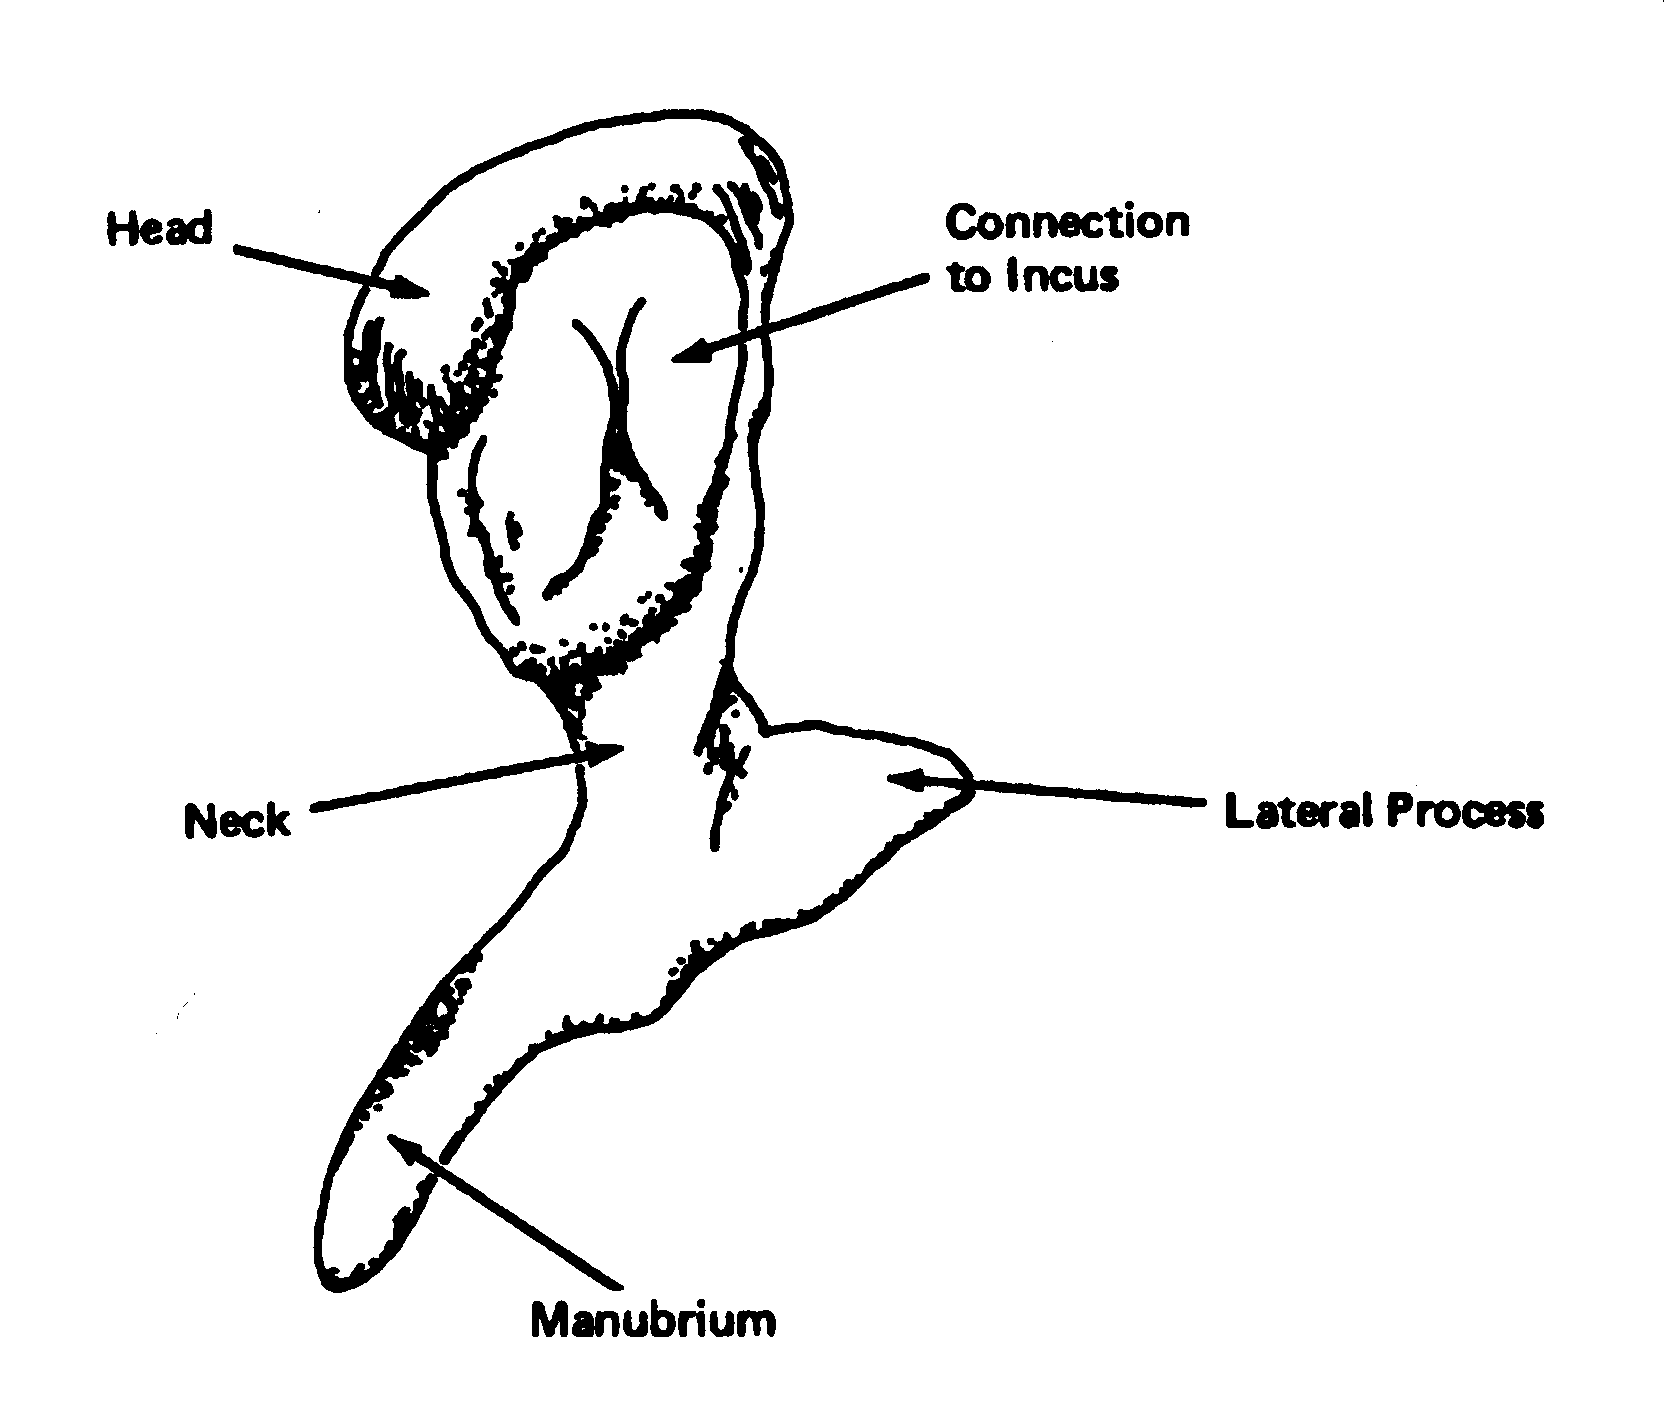 Head
Connection
to Incus
Neck
Lateral Process
Manubrium